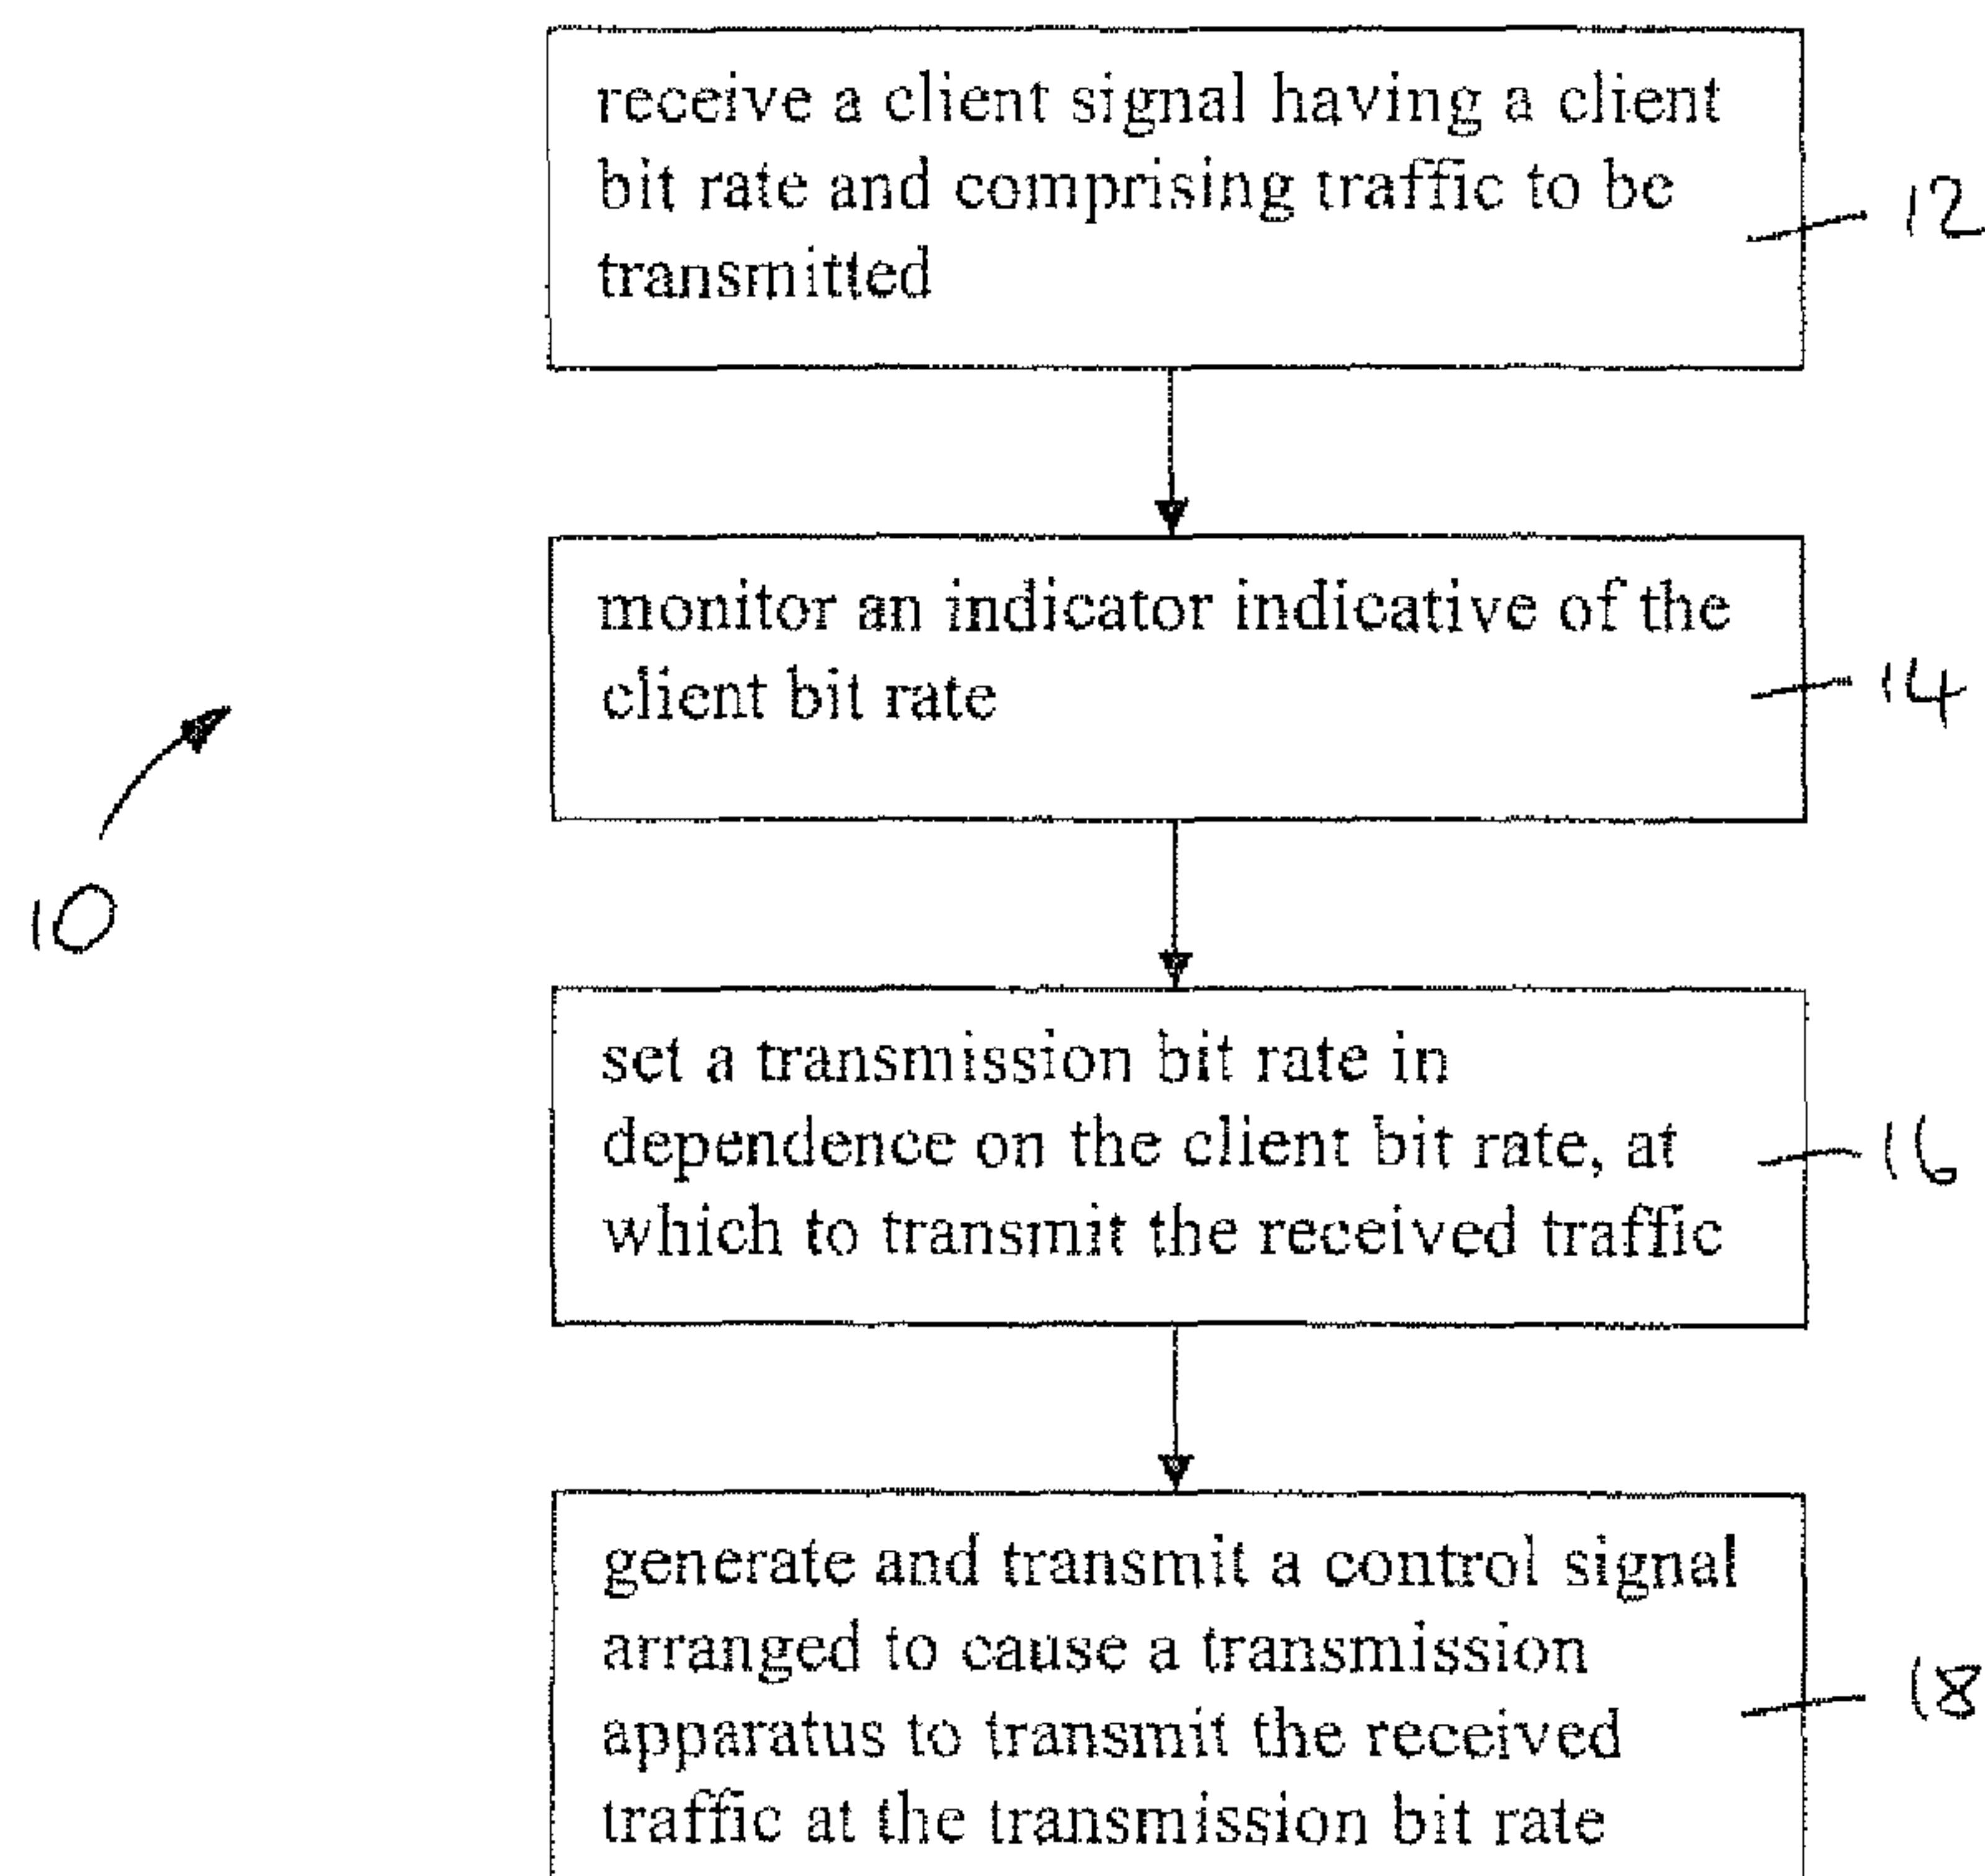 receive a client signal having a client
bit rate and comprising traffic to be
transmitted
12
monitor an indicator indicative of the
client bit rate
14
10
set a transmission bit rate in
dependence on the client bit rate, at
which to transmit the received traffic
16
generate and transmit a control signal
arranged to cause a transmission
apparatus to transmit the received
traffic at the transmission bit rate
18